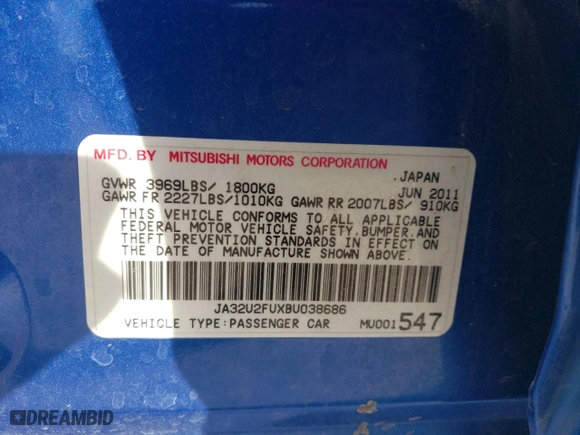 MFD. BY MITSUBISHI MOTORS CORPORATION
JAPAN
GVWR 3969LBS/ 1800KG JUN 2011
GAWR FR 2227LBS/1010KG GAWR RR 2007LBS/ 910KG
THIS VEHICLE CONFORMS TO ALL APPLICABLE
FEDERAL MOTOR VEHICLE SAFETY, BUMPER, AND
THEFT PREVENTION STANDARDS IN EFFECT ON
THE DATE OF MANUFACTURE SHOWN ABOVE.
JA32U2FUXBU038686
VEHICLE TYPE:PASSENGER CAR MU001547
DREAMBID